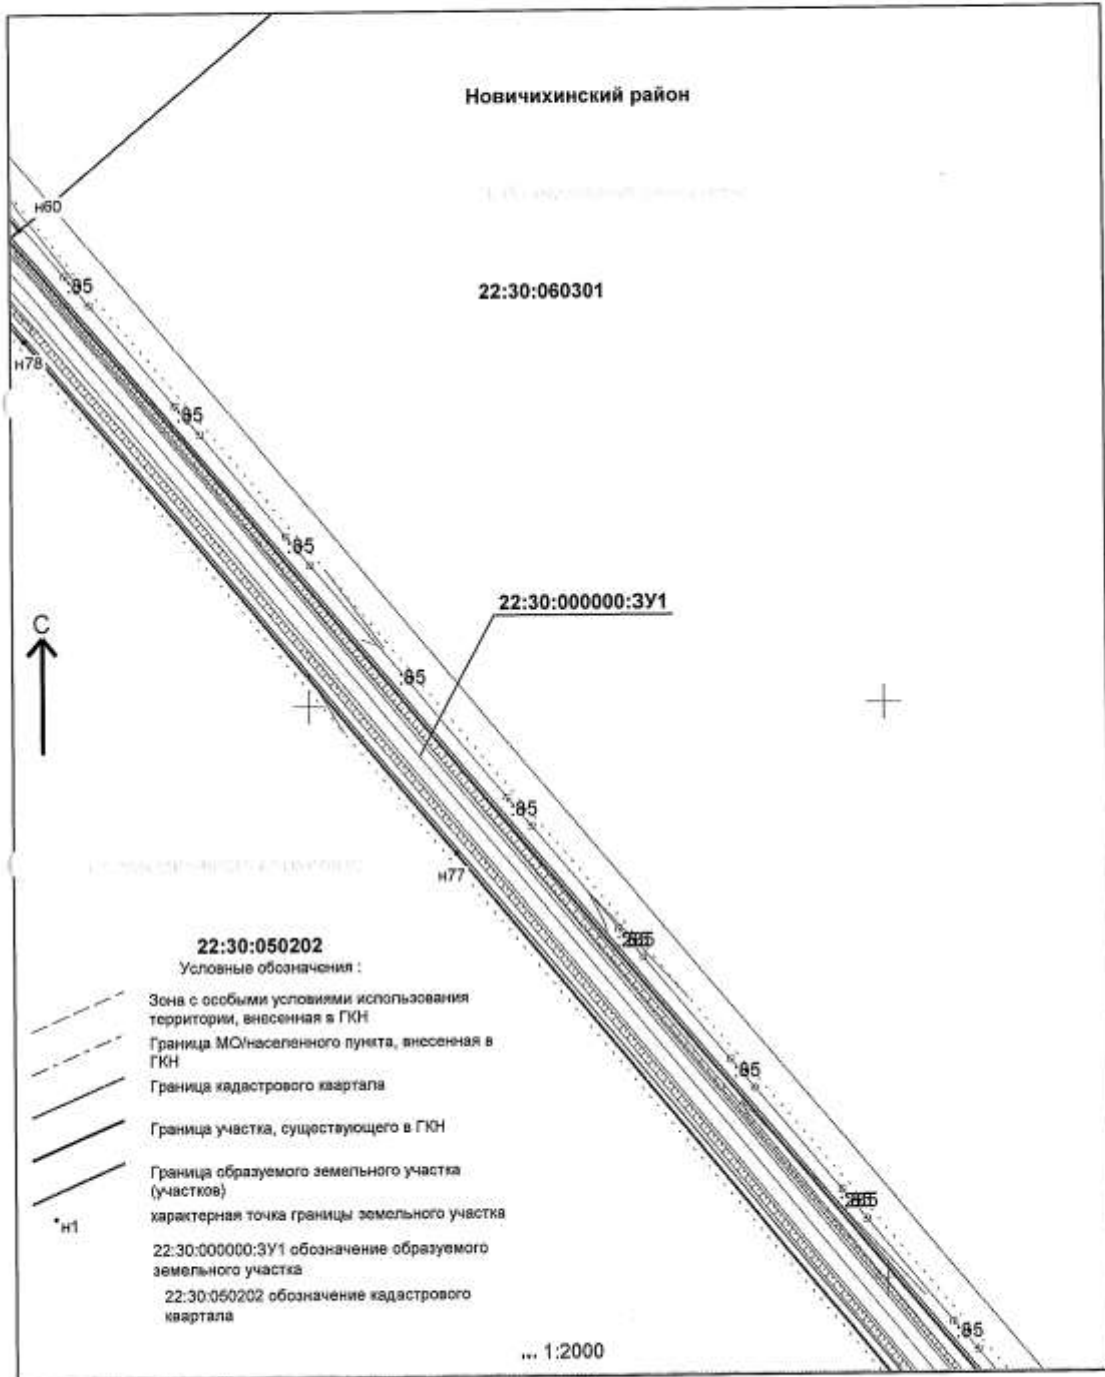 Новичихинский район
н60
22:30:060301
:85
н78
:85
:85
22:30:000000:ЗУ1
С
:85
:85
н77
22:30:050202
Условные обозначения :
Зона с особыми условиями использования
территории, внесенная в ГКН
Граница МО/населенного пункта, внесенная в
ГКН
Граница кадастрового квартала
:85
Граница участка, существующего в ГКН
Граница образуемого земельного участка
(участков)
характерная точка границы земельного участка
н1
22:30:000000:ЗУ1 обозначение образуемого
земельного участка
22:30:050202 обозначение кадастрового
квартала
:85
1:2000